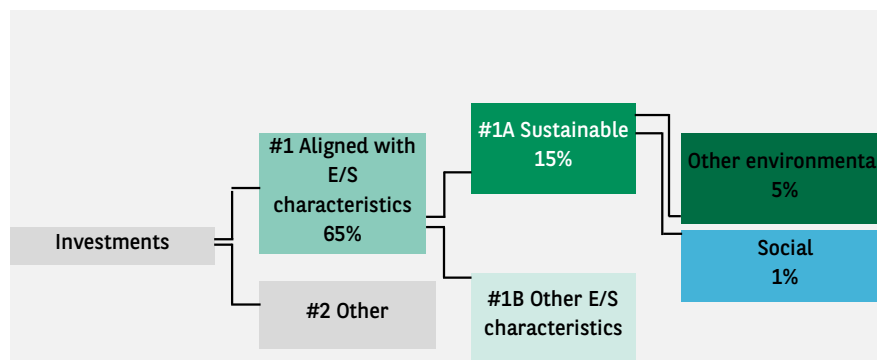 Investments
#1 Aligned with
E/S
characteristics
65%
#2 Other
#1A Sustainable
15%
#1B Other E/S
characteristics
Other environmenta
5%
Social
1%